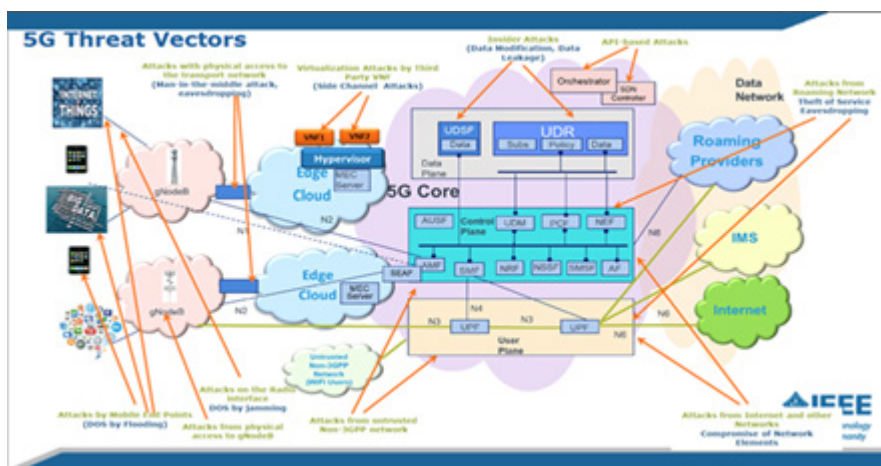 5G Threat Vectors
Attacks with physical access to
the transport network
(Man-in-the-middle attack,
eavesdropping)
Virtualization Attacks by Third
Party VNF
(Side Channel Attacks)
Insider Attacks
(Data Modification, Data
Leakage)
API-based Attacks
Orchestrator
SDN
Controller
Data
Network
Attacks from
Roaming Network
Theft of Service
Eavesdropping
INTERNET
THINGS
VNF1
VNF2
Hypervisor
Edge
Cloud
MEC
Server
gNodeB
UDSF
Data
UDR
Subs
Policy
Data
Data
Plane
Roaming
Providers
5G Core
BIG
DATA
N2
N1
AUSF
Control
Plane
UDM
PCF
NEF
N8
IMS
SEAF
AMF
SMF
NRF
NSSF
SMSF
AF
gNodeB
Edge
Cloud
MEC
Server
N2
N4
Internet
N3
UPF
N3
UPF
N6
N6
User
Plane
Untrusted
Non-3GPP
Network
(WiFi Users)
Attacks by Mobile End Points
(DOS by Flooding)
Attacks on the Radio
interface
DOS by jamming
Attacks from physical
access to gNodeB
Attacks from untrusted
Non-3GPP network
Attacks from Internet and other
Networks
Compromise of Network
Elements
IEEE